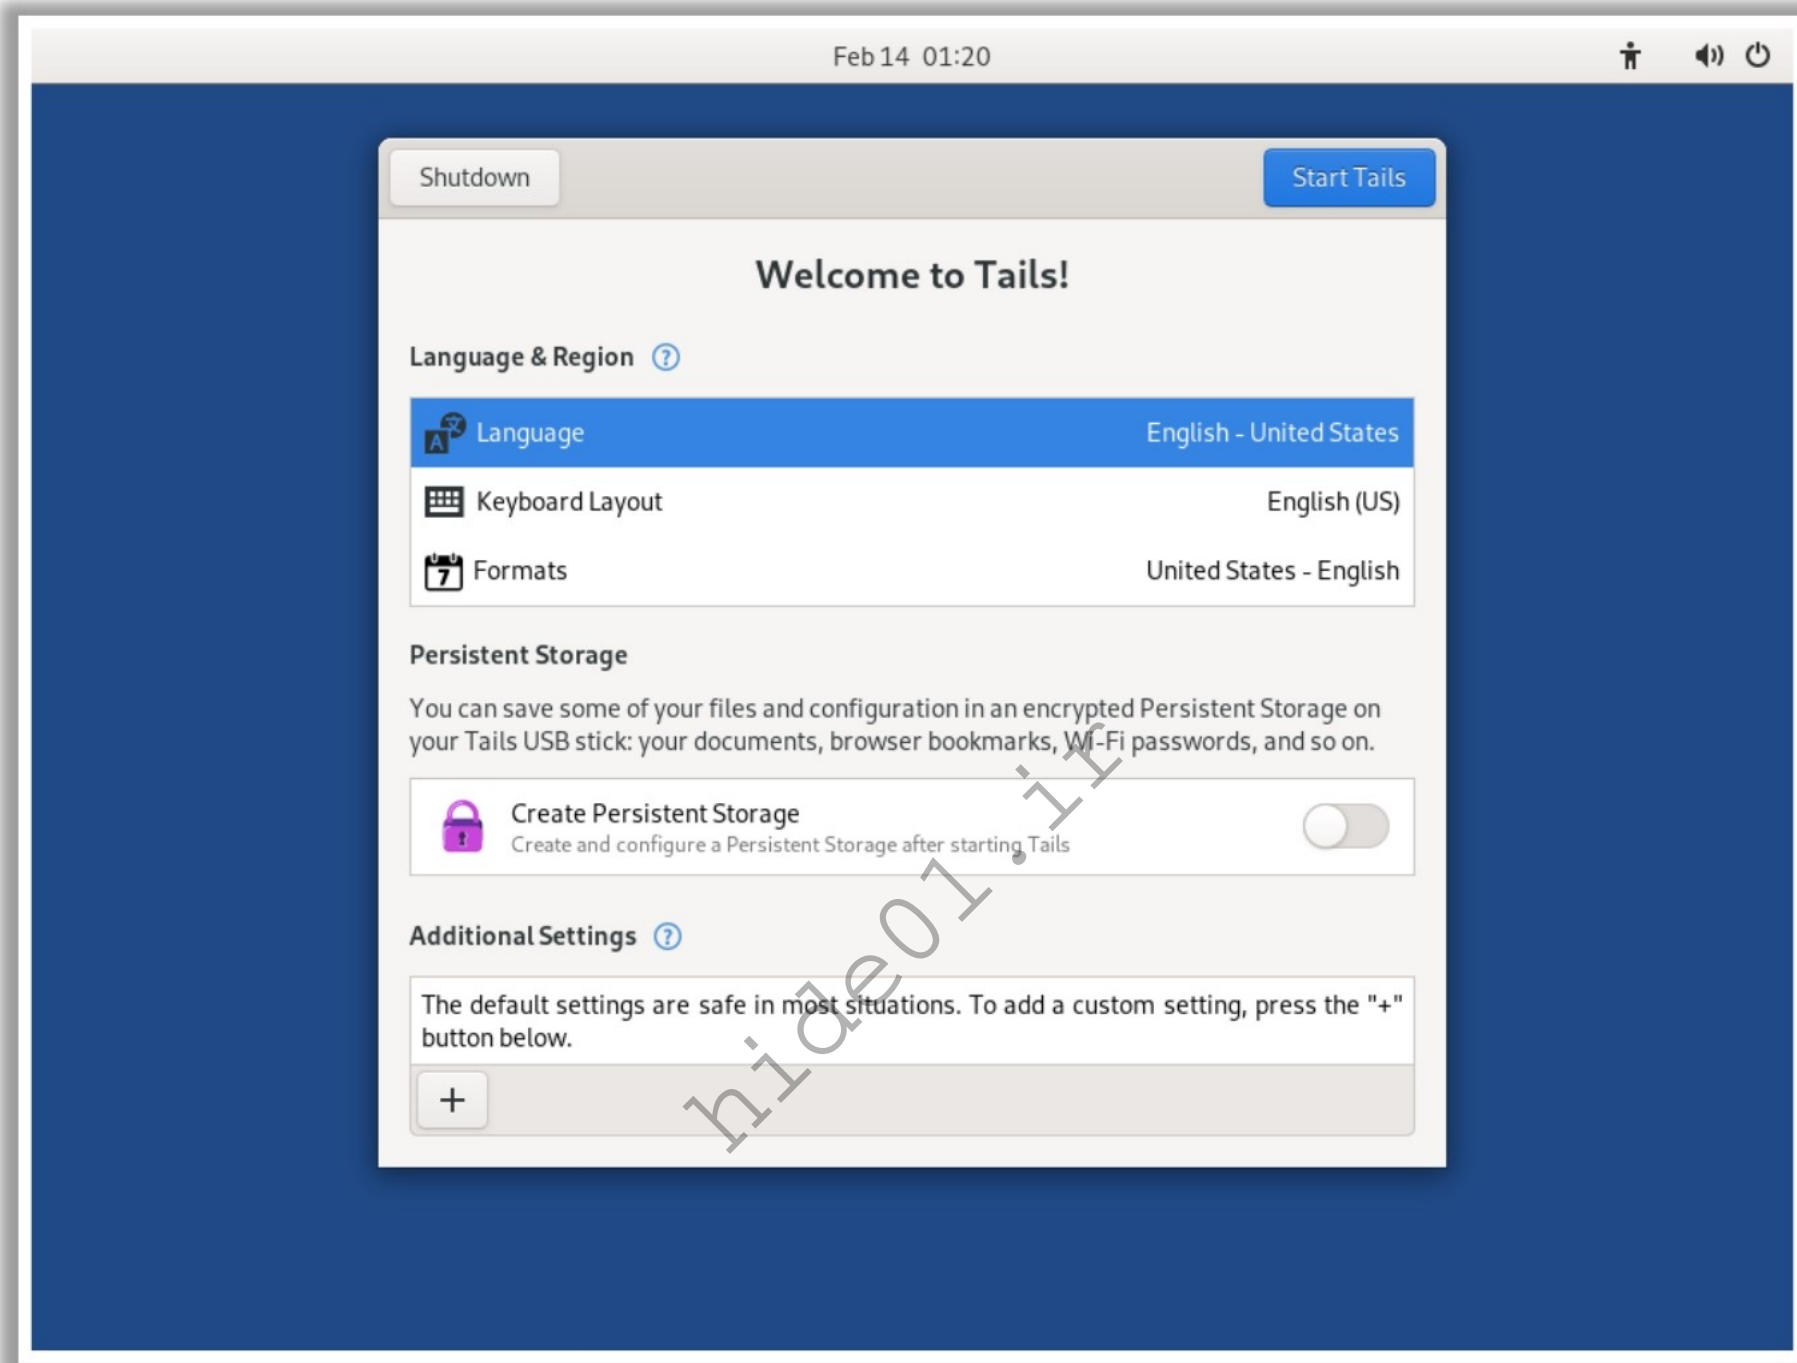 Feb 14 01:20
Shutdown
Start Tails
Welcome to Tails!
Language & Region ?
Language English - United States
Keyboard Layout English (US)
7 Formats United States - English
Persistent Storage
You can save some of your files and configuration in an encrypted Persistent Storage on
your Tails USB stick: your documents, browser bookmarks, Wi-Fi passwords, and so on.
Create Persistent Storage
Create and configure a Persistent Storage after starting Tails
Additional Settings ?
The default settings are safe in most situations. To add a custom setting, press the "+"
button below.
+
hide01.ir